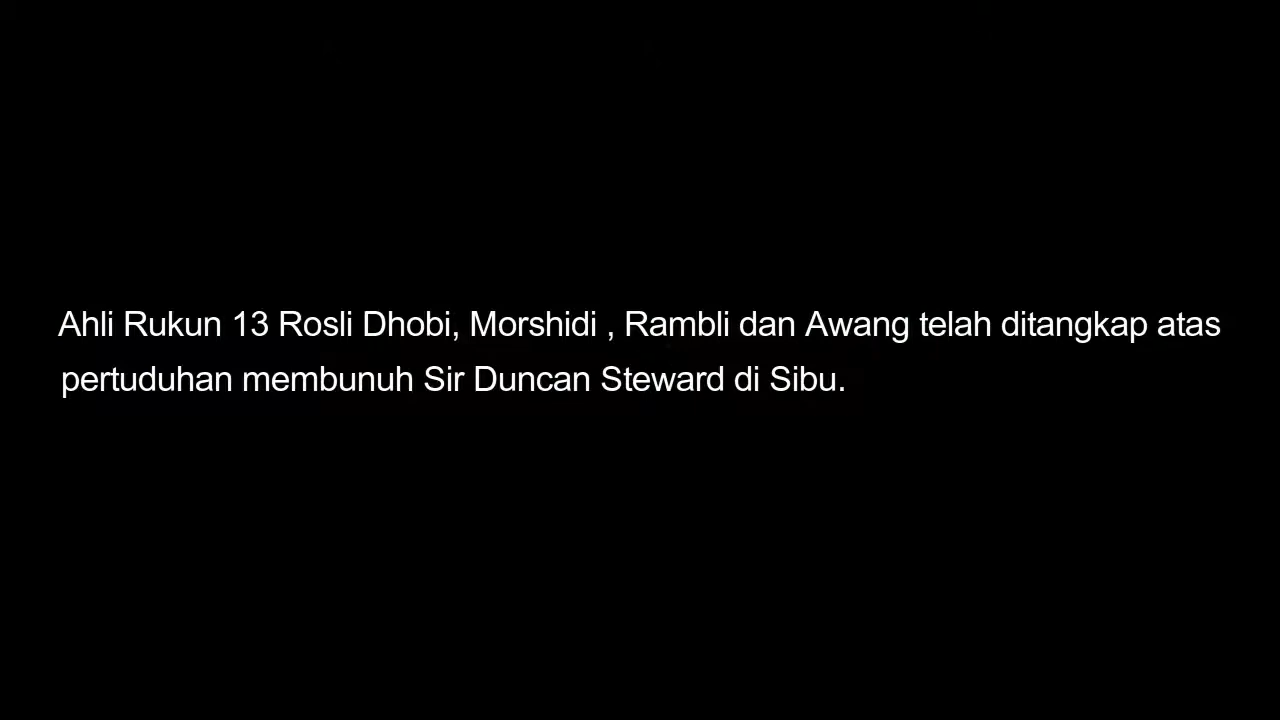 Ahli Rukun 13 Rosli Dhobi, Morshidi , Rambli dan Awang telah ditangkap atas
pertuduhan membunuh Sir Duncan Steward di Sibu.